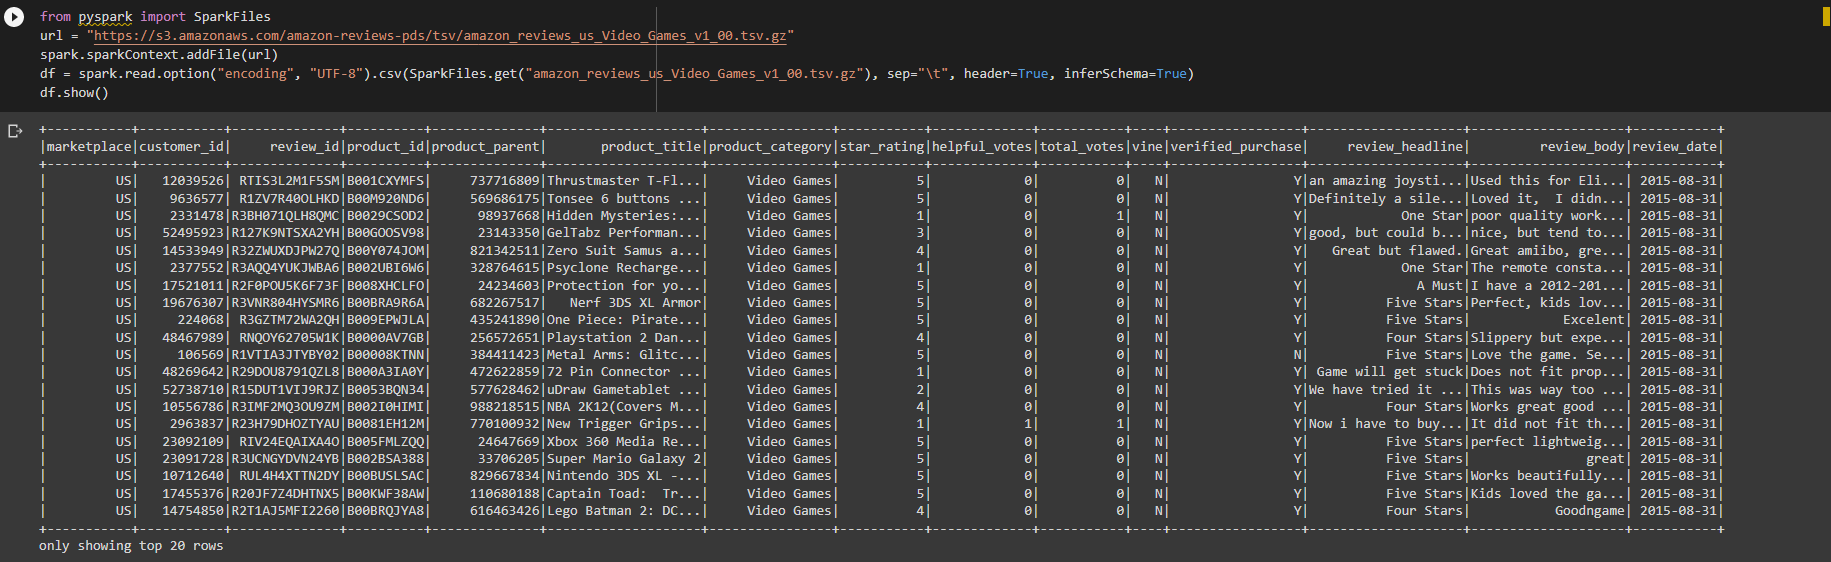 from pyspark import SparkFiles
url = "https://s3.amazonaws.com/amazon-reviews-pds/tsv/amazon_reviews_us_Video_Games_v1_00.tsv.gz"
spark.sparkContext.addFile(url)
df = spark.read.option("encoding", "UTF-8").csv(SparkFiles.get("amazon_reviews_us_Video_Games_v1_00.tsv.gz"), sep="\t", header=True, inferSchema=True)
df.show()
+-----------+-----------+--------------+----------+--------------+--------------------+----------------+-----------+-------------+-----------+----+-----------------+--------------------+--------------------+-----------+
|marketplace|customer_id|     review_id|product_id|product_parent|       product_title|product_category|star_rating|helpful_votes|total_votes|vine|verified_purchase|     review_headline|         review_body|review_date|
+-----------+-----------+--------------+----------+--------------+--------------------+----------------+-----------+-------------+-----------+----+-----------------+--------------------+--------------------+-----------+
|         US|   12039526| RTIS3L2M1F5SM|B001CXYMFS|     737716809|Thrustmaster T-Fl...|     Video Games|          5|            0|          0|   N|                Y|an amazing joysti...|Used this for Eli...| 2015-08-31|
|         US|    9636577| R1ZV7R40OLHKD|B00M920ND6|     569686175|Tonsee 6 buttons ...|     Video Games|          5|            0|          0|   N|                Y|Definitely a sile...|Loved it,  I didn...| 2015-08-31|
|         US|    2331478|R3BH071QLH8QMC|B0029CSOD2|      98937668|Hidden Mysteries:...|     Video Games|          1|            0|          1|   N|                Y|            One Star|poor quality work...| 2015-08-31|
|         US|   52495923|R127K9NTSXA2YH|B00GOOSV98|      23143350|GelTabz Performan...|     Video Games|          3|            0|          0|   N|                Y|good, but could b...|nice, but tend to...| 2015-08-31|
|         US|   14533949|R32ZWUXDJPW27Q|B00Y074JOM|     821342511|Zero Suit Samus a...|     Video Games|          4|            0|          0|   N|                Y|   Great but flawed.|Great amiibo, gre...| 2015-08-31|
|         US|    2377552|R3AQQ4YUKJWBA6|B002UBI6W6|     328764615|Psyclone Recharge...|     Video Games|          1|            0|          0|   N|                Y|            One Star|The remote consta...| 2015-08-31|
|         US|   17521011|R2F0POU5K6F73F|B008XHCLFO|      24234603|Protection for yo...|     Video Games|          5|            0|          0|   N|                Y|              A Must|I have a 2012-201...| 2015-08-31|
|         US|   19676307|R3VNR804HYSMR6|B00BRA9R6A|     682267517|   Nerf 3DS XL Armor|     Video Games|          5|            0|          0|   N|                Y|          Five Stars|Perfect, kids lov...| 2015-08-31|
|         US|     224068| R3GZTM72WA2QH|B009EPWJLA|     435241890|One Piece: Pirate...|     Video Games|          5|            0|          0|   N|                Y|          Five Stars|            Excelent| 2015-08-31|
|         US|   48467989| RNQOY62705W1K|B0000AV7GB|     256572651|Playstation 2 Dan...|     Video Games|          4|            0|          0|   N|                Y|          Four Stars|Slippery but expe...| 2015-08-31|
|         US|     106569|R1VTIA3JTYBY02|B00008KTNN|     384411423|Metal Arms: Glitc...|     Video Games|          5|            0|          0|   N|                N|          Five Stars|Love the game. Se...| 2015-08-31|
|         US|   48269642|R29DOU8791QZL8|B000A3IA0Y|     472622859|72 Pin Connector ...|     Video Games|          1|            0|          0|   N|                Y| Game will get stuck|Does not fit prop...| 2015-08-31|
|         US|   52738710|R15DUT1VIJ9RJZ|B0053BQN34|     577628462|uDraw Gametablet ...|     Video Games|          2|            0|          0|   N|                Y|We have tried it ...|This was way too ...| 2015-08-31|
|         US|   10556786|R3IMF2MQ3OU9ZM|B002I0HIMI|     988218515|NBA 2K12(Covers M...|     Video Games|          4|            0|          0|   N|                Y|          Four Stars|Works great good ...| 2015-08-31|
|         US|    2963837|R23H79DHOZTYAU|B0081EH12M|     770100932|New Trigger Grips...|     Video Games|          1|            1|          1|   N|                Y|Now i have to buy...|It did not fit th...| 2015-08-31|
|         US|   23092109| RIV24EQAIXA4O|B005FMLZQQ|      24647669|Xbox 360 Media Re...|     Video Games|          5|            0|          0|   N|                Y|          Five Stars|perfect lightweig...| 2015-08-31|
|         US|   23091728|R3UCNGYDVN24YB|B002BSA388|      33706205|Super Mario Galaxy 2|     Video Games|          5|            0|          0|   N|                Y|          Five Stars|               great| 2015-08-31|
|         US|   10712640| RUL4H4XTTN2DY|B00BUSLSAC|     829667834|Nintendo 3DS XL -...|     Video Games|          5|            0|          0|   N|                Y|          Five Stars|Works beautifully...| 2015-08-31|
|         US|   17455376|R20JF7Z4DHTNX5|B00KWF38AW|     110680188|Captain Toad:  Tr...|     Video Games|          5|            0|          0|   N|                Y|          Five Stars|Kids loved the ga...| 2015-08-31|
|         US|   14754850|R2T1AJ5MFI2260|B00BRQJYA8|     616463426|Lego Batman 2: DC...|     Video Games|          4|            0|          0|   N|                Y|          Four Stars|           Goodngame| 2015-08-31|
+-----------+-----------+--------------+----------+--------------+--------------------+----------------+-----------+-------------+-----------+----+-----------------+--------------------+--------------------+-----------+
only showing top 20 rows